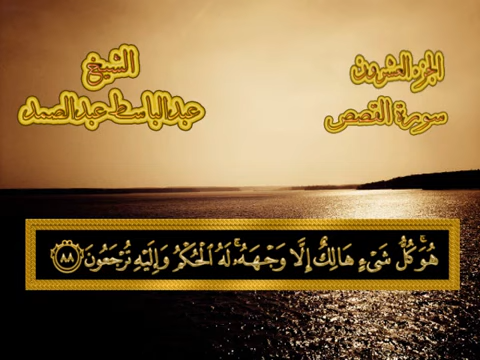 الجزء العشرون
سورة القصص
الشيخ
عبد الباسط عبد الصمد
هُوَۚ كُلُّ شَىْءٍ هَالِكٌ إِلَّا وَجْهَهُۥۚ لَهُ ٱلْحُكْمُ وَإِلَيْهِ تُرْجَعُونَ ٨٨